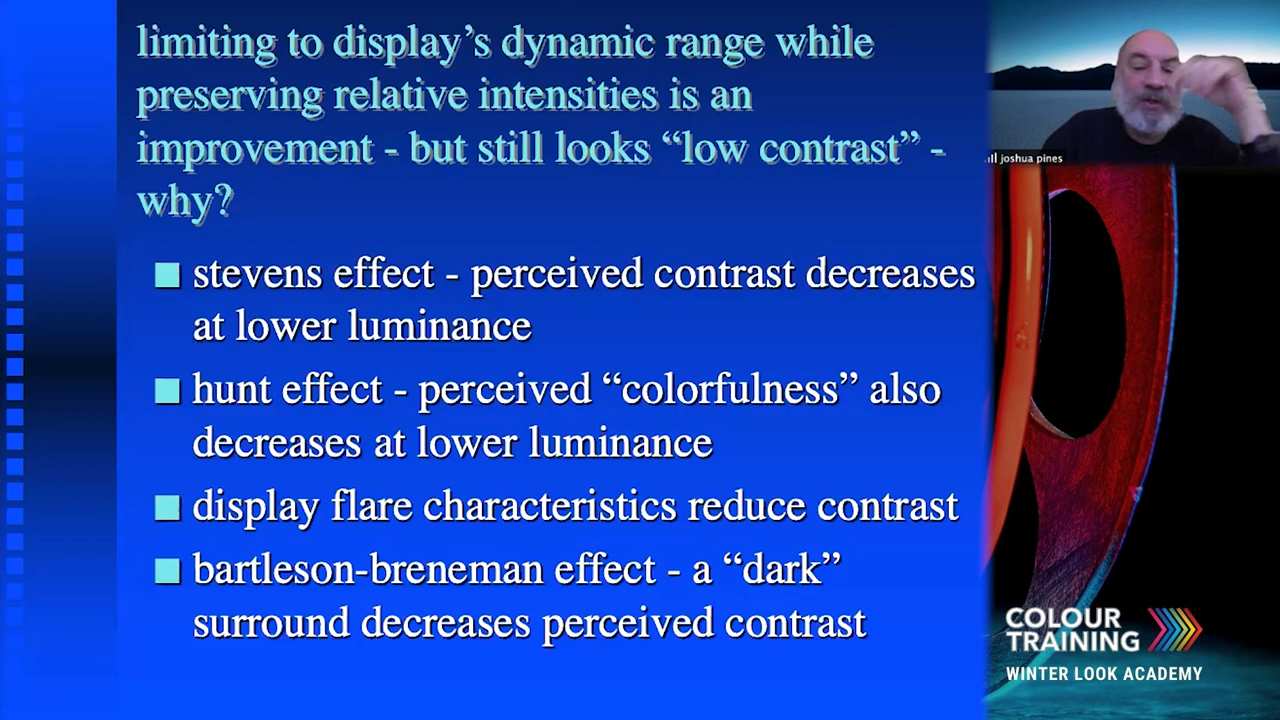 limiting to display’s dynamic range while
preserving relative intensities is an
improvement - but still looks “low contrast” -
why?
stevens effect - perceived contrast decreases
at lower luminance
hunt effect - perceived “colorfulness” also
decreases at lower luminance
display flare characteristics reduce contrast
bartleson-breneman effect - a “dark”
surround decreases perceived contrast
joshua pines
COLOUR
TRAINING
WINTER LOOK ACADEMY